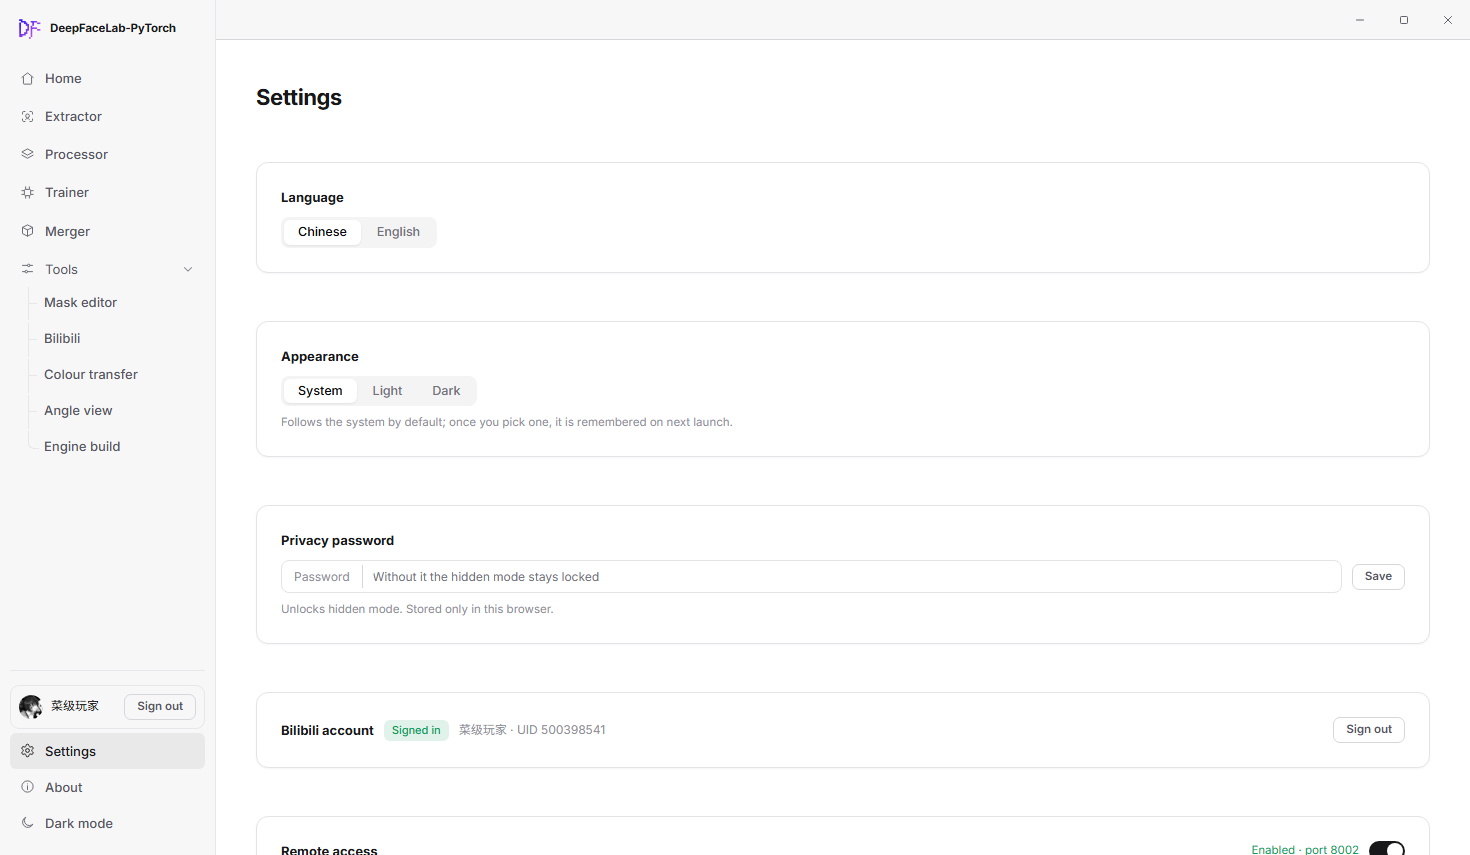 DeepFaceLab-PyTorch
Home
Extractor
Processor
Trainer
Merger
Tools
Mask editor
Bilibili
Colour transfer
Angle view
Engine build
菜级玩家
Sign out
Settings
About
Dark mode
Settings
Language
Chinese English
Appearance
System Light Dark
Follows the system by default; once you pick one, it is remembered on next launch.
Privacy password
Password Without it the hidden mode stays locked Save
Unlocks hidden mode. Stored only in this browser.
Bilibili account Signed in 菜级玩家 · UID 500398541 Sign out
Remote access Enabled · port 8002